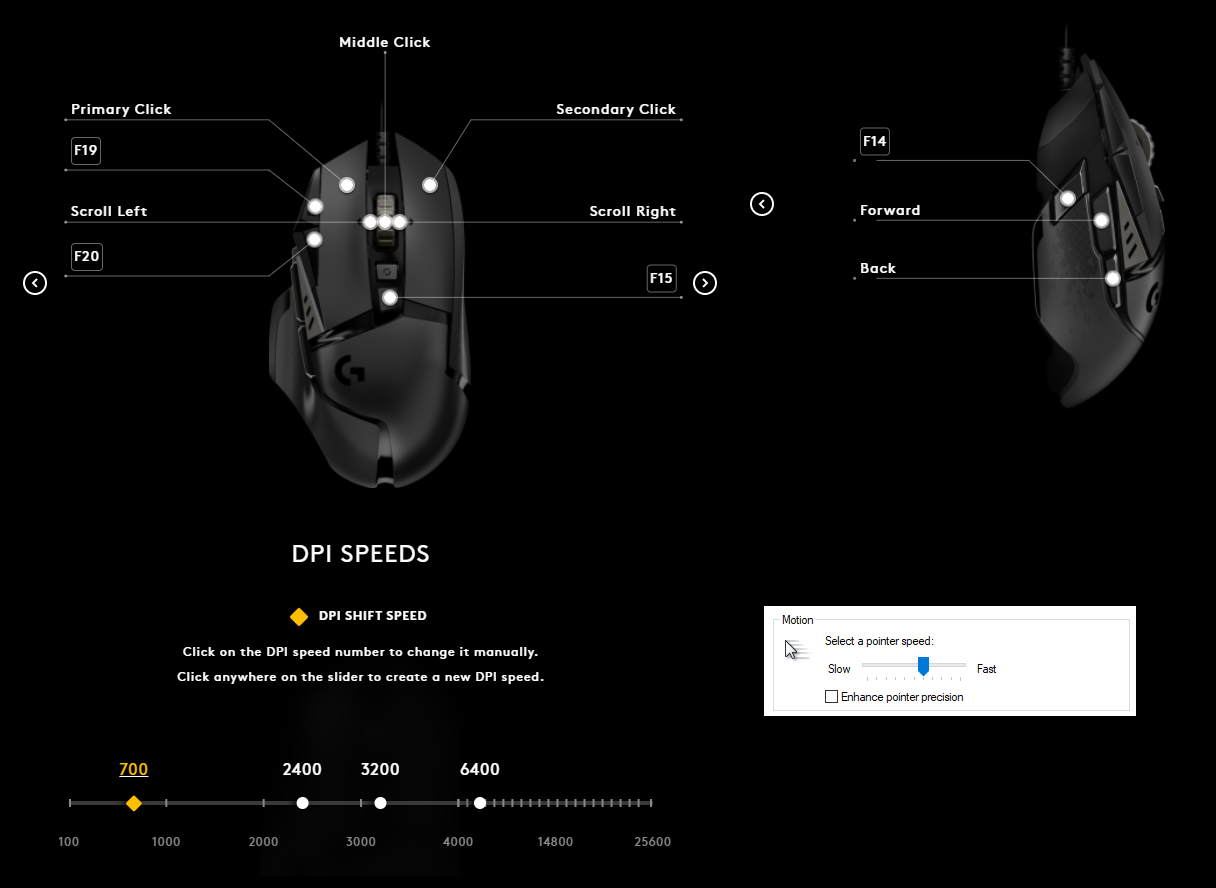 Middle Click
Primary Click
Secondary Click
F19
Scroll Left
Scroll Right
F20
F15
F14
Forward
Back
DPI SPEEDS
DPI SHIFT SPEED
Click on the DPI speed number to change it manually.
Click anywhere on the slider to create a new DPI speed.
700 2400 3200 6400
100 1000 2000 3000 4000 14800 25600
Motion
Select a pointer speed:
Slow Fast
Enhance pointer precision